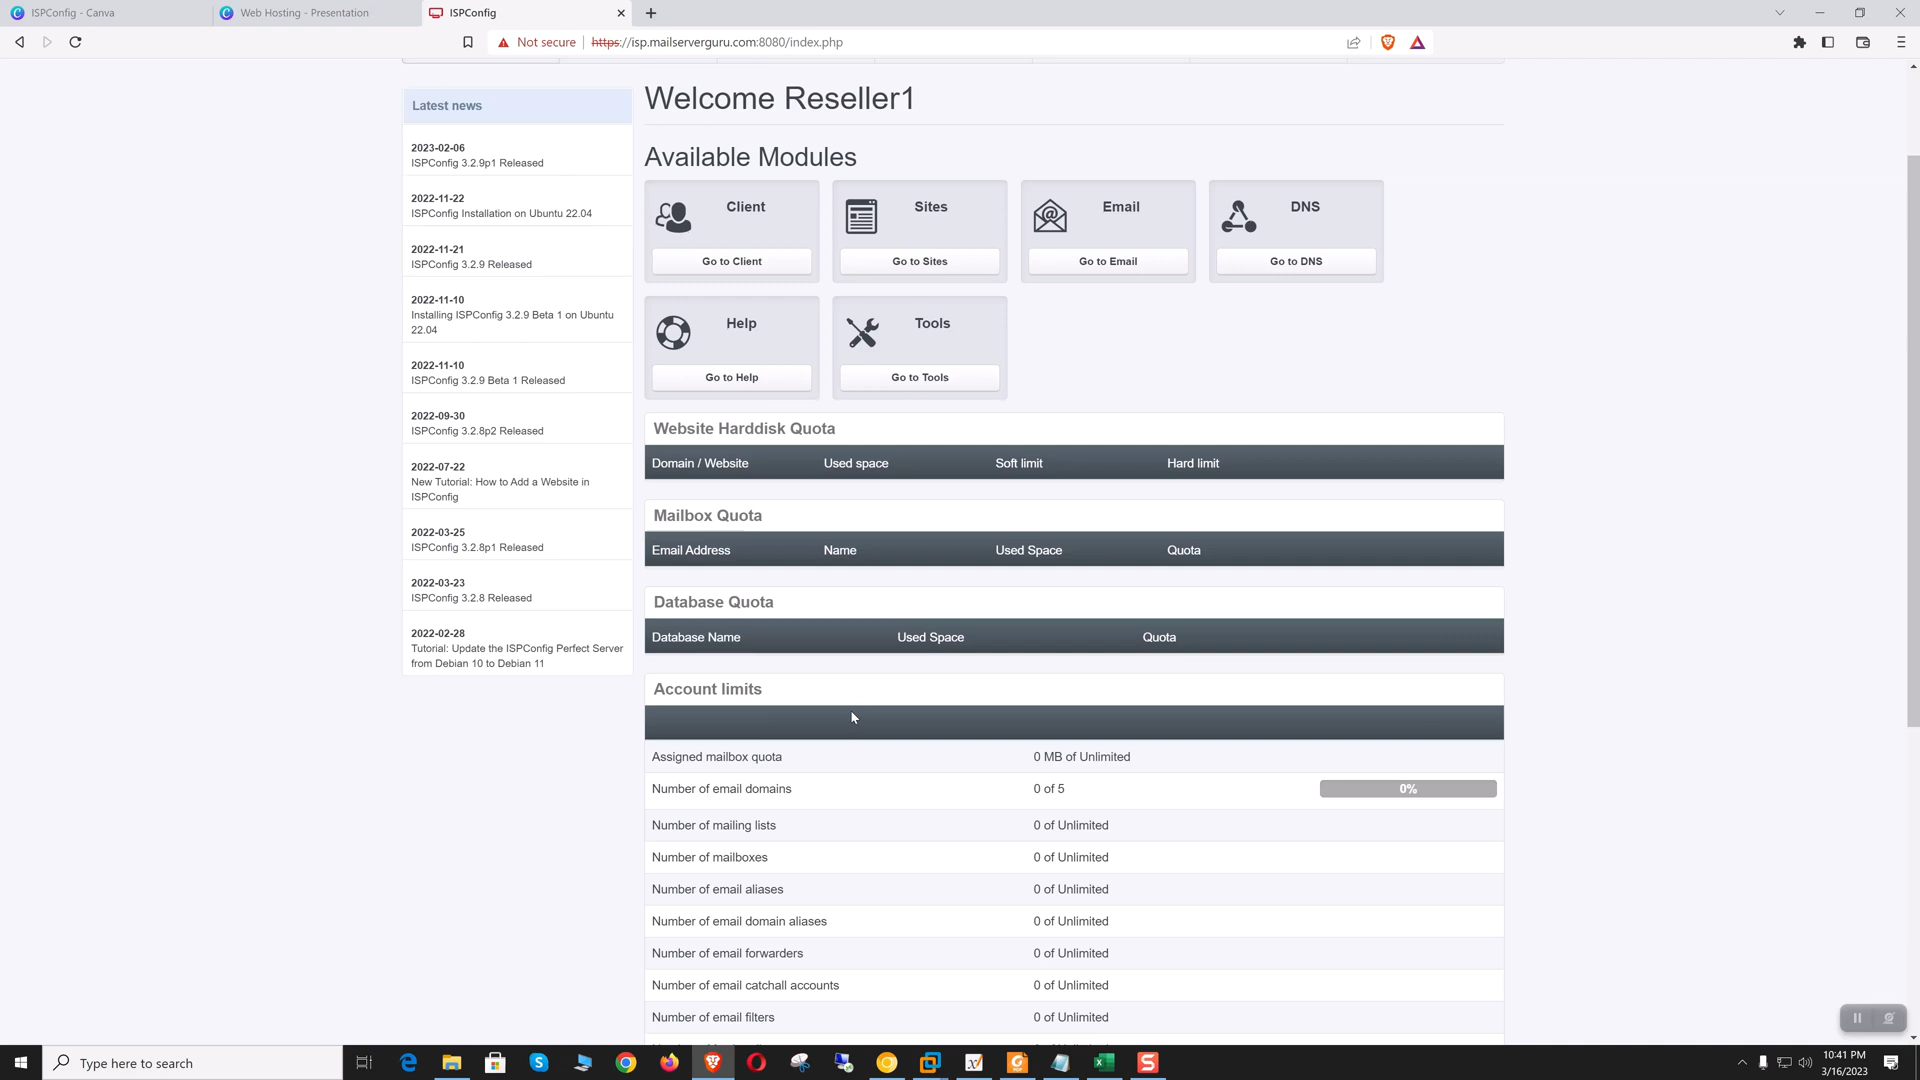 ISPConfig - Canva
Web Hosting - Presentation
ISPConfig
Not secure
https://isp.mailserverguru.com:8080/index.php
Latest news
2023-02-06
ISPConfig 3.2.9p1 Released
2022-11-22
ISPConfig Installation on Ubuntu 22.04
2022-11-21
ISPConfig 3.2.9 Released
2022-11-10
Installing ISPConfig 3.2.9 Beta 1 on Ubuntu
22.04
2022-11-10
ISPConfig 3.2.9 Beta 1 Released
2022-09-30
ISPConfig 3.2.8p2 Released
2022-07-22
New Tutorial: How to Add a Website in
ISPConfig
2022-03-25
ISPConfig 3.2.8p1 Released
2022-03-23
ISPConfig 3.2.8 Released
2022-02-28
Tutorial: Update the ISPConfig Perfect Server
from Debian 10 to Debian 11
Welcome Reseller1
Available Modules
Client
Go to Client
Sites
Go to Sites
Email
Go to Email
DNS
Go to DNS
Help
Go to Help
Tools
Go to Tools
Website Harddisk Quota
Domain / Website Used space Soft limit Hard limit
Mailbox Quota
Email Address Name Used Space Quota
Database Quota
Database Name Used Space Quota
Account limits
Assigned mailbox quota 0 MB of Unlimited
Number of email domains 0 of 5 0%
Number of mailing lists 0 of Unlimited
Number of mailboxes 0 of Unlimited
Number of email aliases 0 of Unlimited
Number of email domain aliases 0 of Unlimited
Number of email forwarders 0 of Unlimited
Number of email catchall accounts 0 of Unlimited
Number of email filters 0 of Unlimited
Type here to search
10:41 PM
3/16/2023